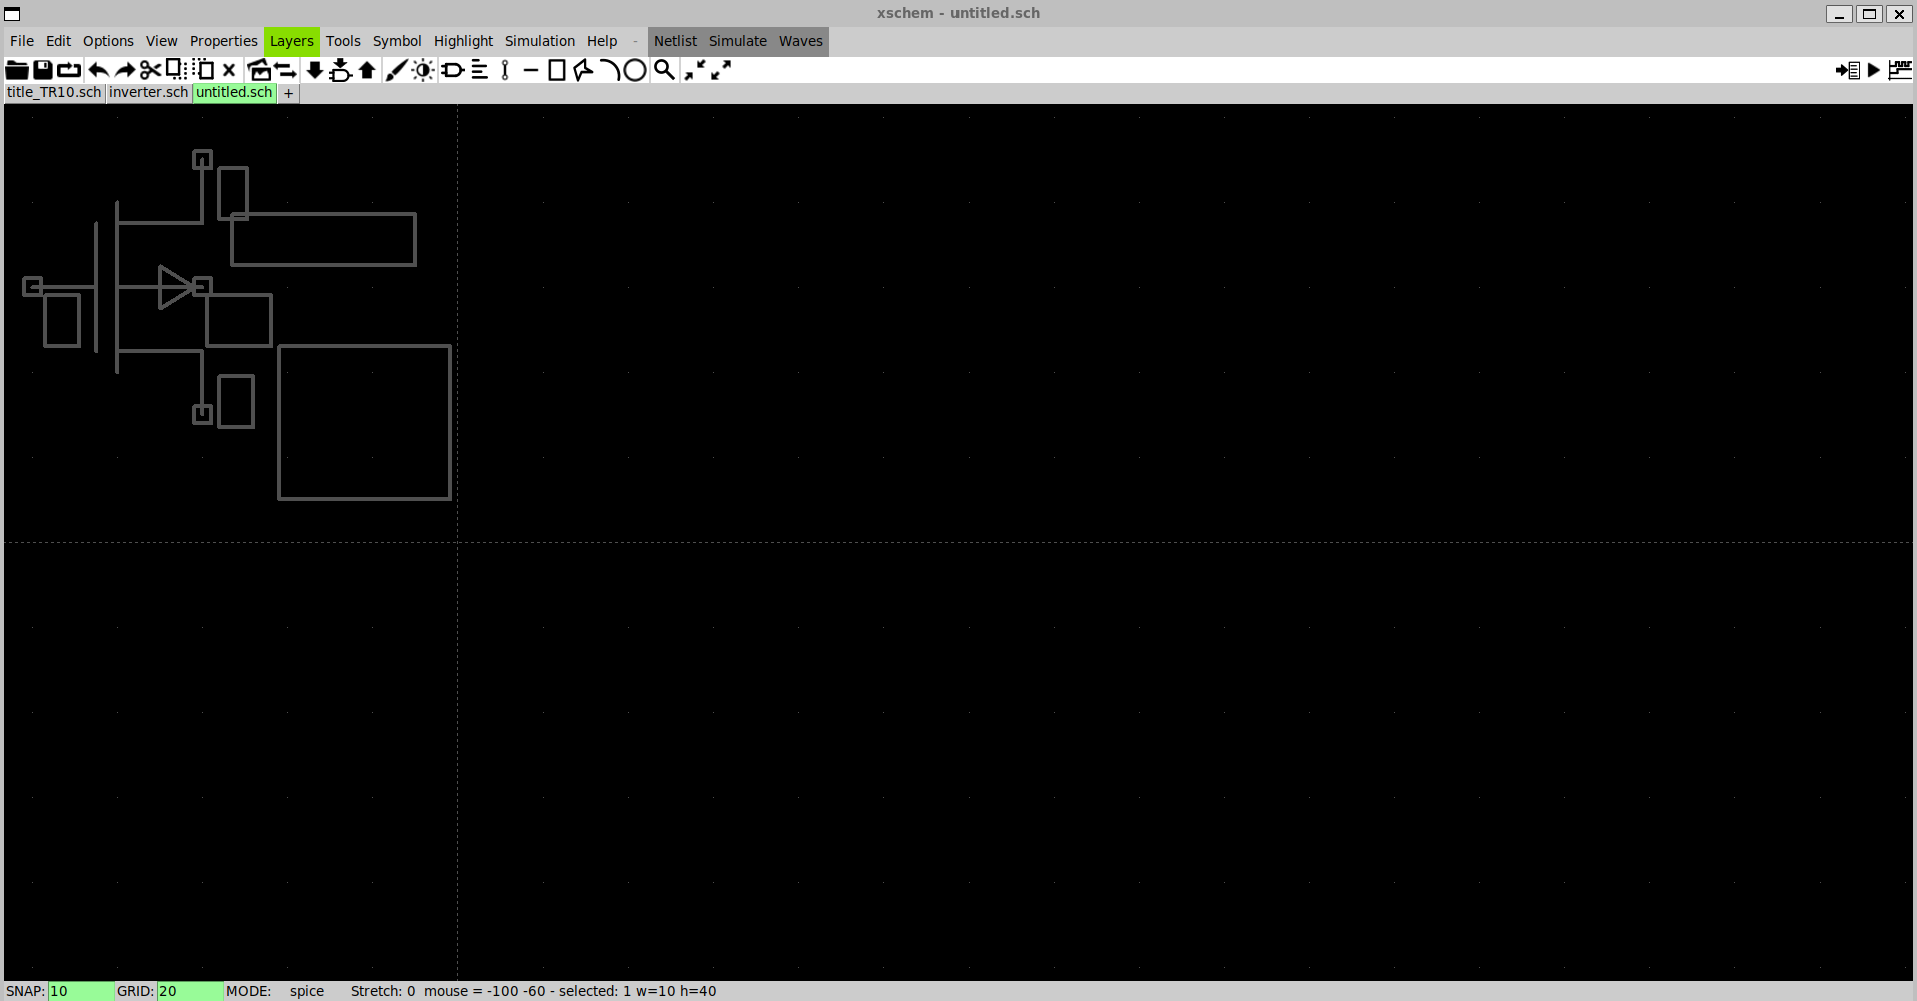 xschem - untitled.sch
File Edit Options View Properties Layers Tools Symbol Highlight Simulation Help - Netlist Simulate Waves
title_TR10.sch inverter.sch untitled.sch +
SNAP: 10 GRID: 20 MODE: spice Stretch: 0 mouse = -100 -60 - selected: 1 w=10 h=40